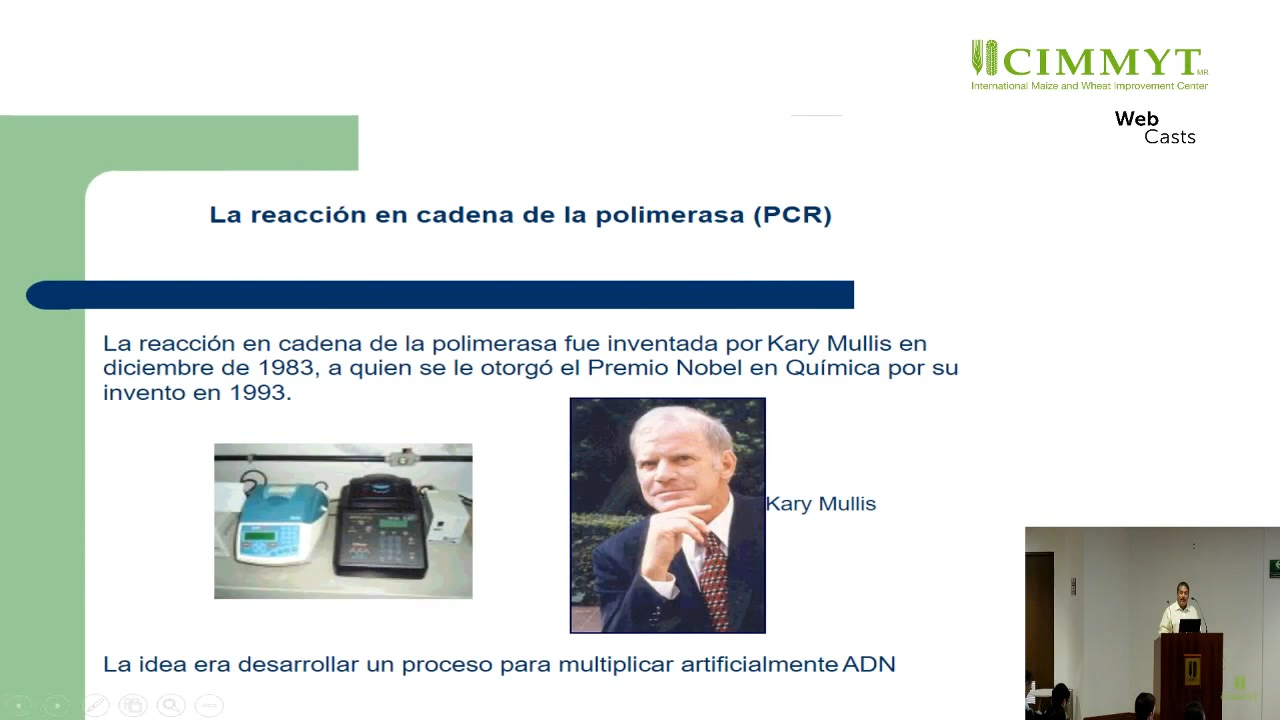 CIMMYT MR
International Maize and Wheat Improvement Center
Web
Casts
La reacción en cadena de la polimerasa (PCR)
La reacción en cadena de la polimerasa fue inventada por Kary Mullis en
diciembre de 1983, a quien se le otorgó el Premio Nobel en Química por su
invento en 1993.
Kary Mullis
La idea era desarrollar un proceso para multiplicar artificialmente ADN